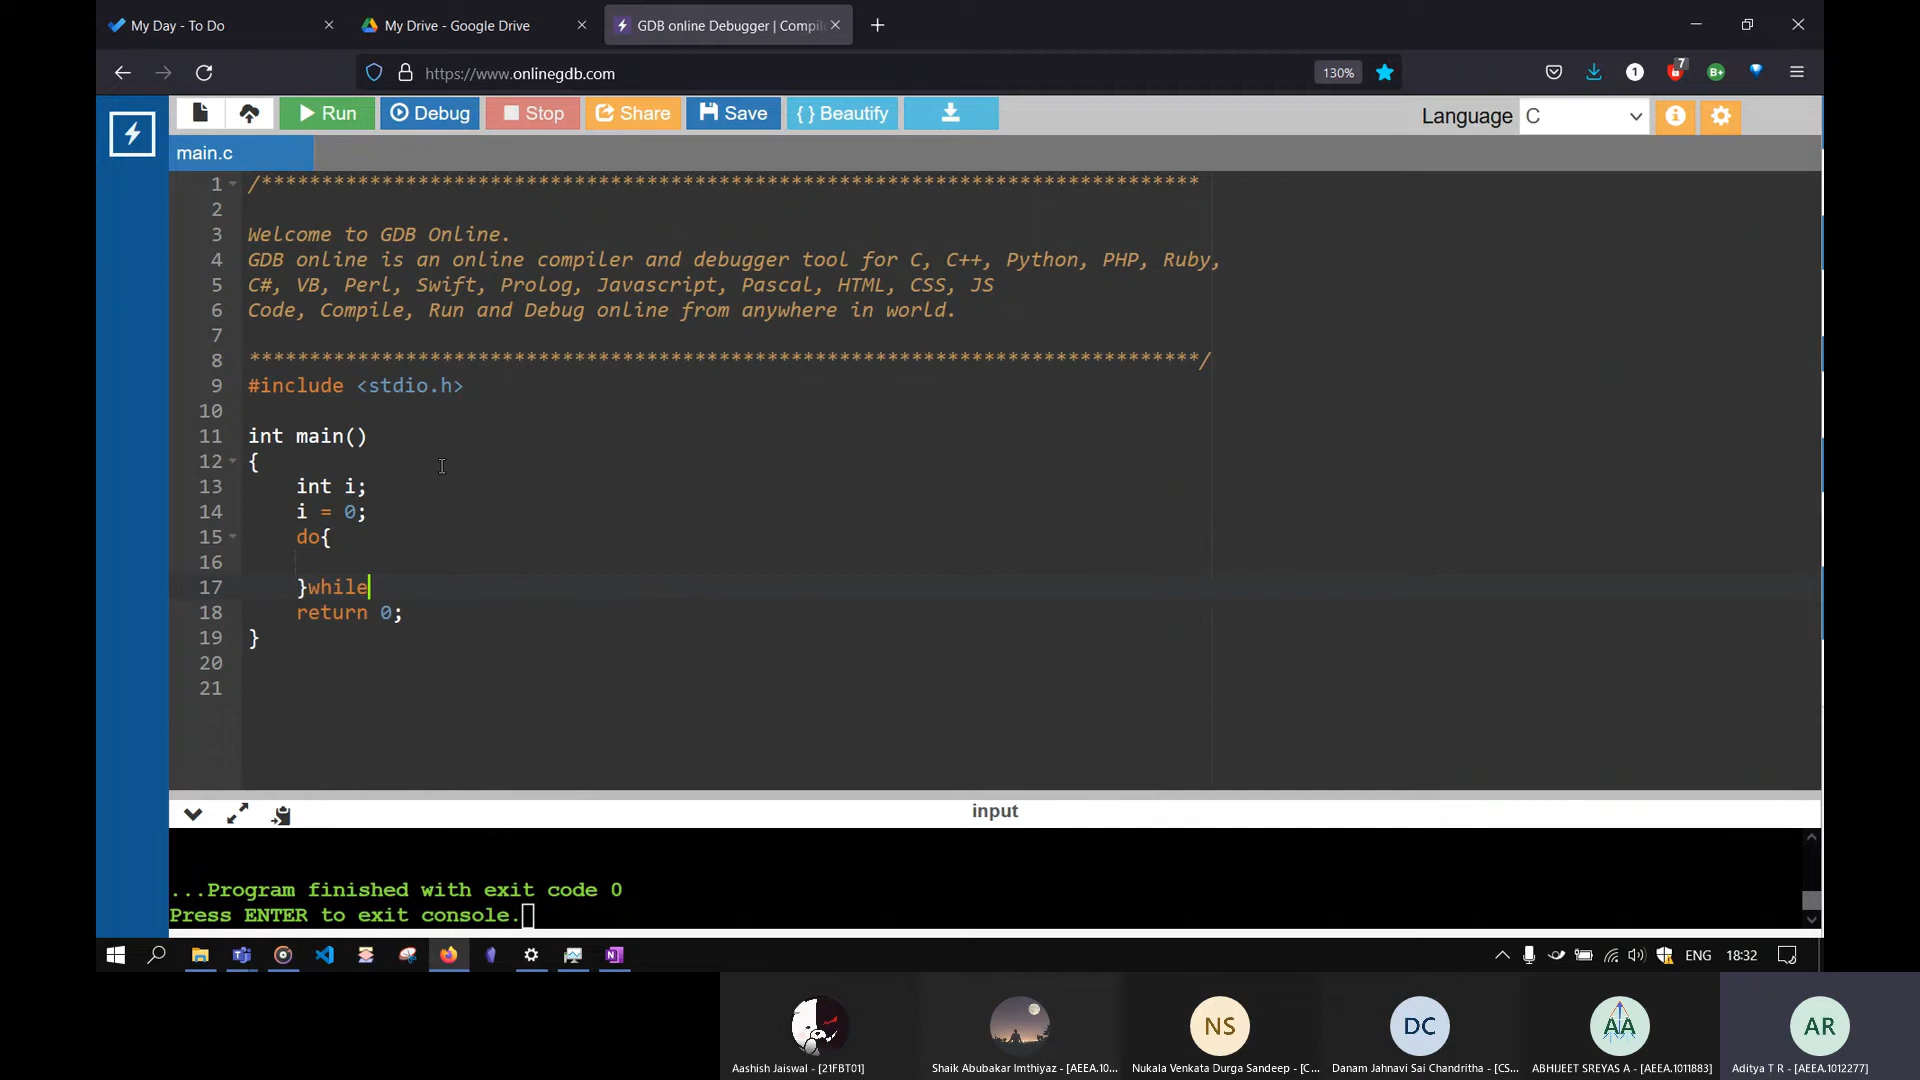 My Day - To Do
My Drive - Google Drive
GDB online Debugger | Compil
https://www.onlinegdb.com
130%
1
7
B+
Run
Debug
Stop
Share
Save
{ } Beautify
Language
C
main.c
1 /******************************************************************************
2
3 Welcome to GDB Online.
4 GDB online is an online compiler and debugger tool for C, C++, Python, PHP, Ruby,
5 C#, VB, Perl, Swift, Prolog, Javascript, Pascal, HTML, CSS, JS
6 Code, Compile, Run and Debug online from anywhere in world.
7
8 *******************************************************************************/
9 #include <stdio.h>
10
11 int main()
12 {
13 int i;
14 i = 0;
15 do{
16
17 }while
18 return 0;
19 }
20
21
input
...Program finished with exit code 0
Press ENTER to exit console.
ENG
18:32
NS
DC
AA
AR
Aashish Jaiswal - [21FBT01]
Shaik Abubakar Imthiyaz - [AEEA.10...
Nukala Venkata Durga Sandeep - [C...
Danam Jahnavi Sai Chandritha - [CS...
ABHIJEET SREYAS A - [AEEA.1011883]
Aditya T R - [AEEA.1012277]